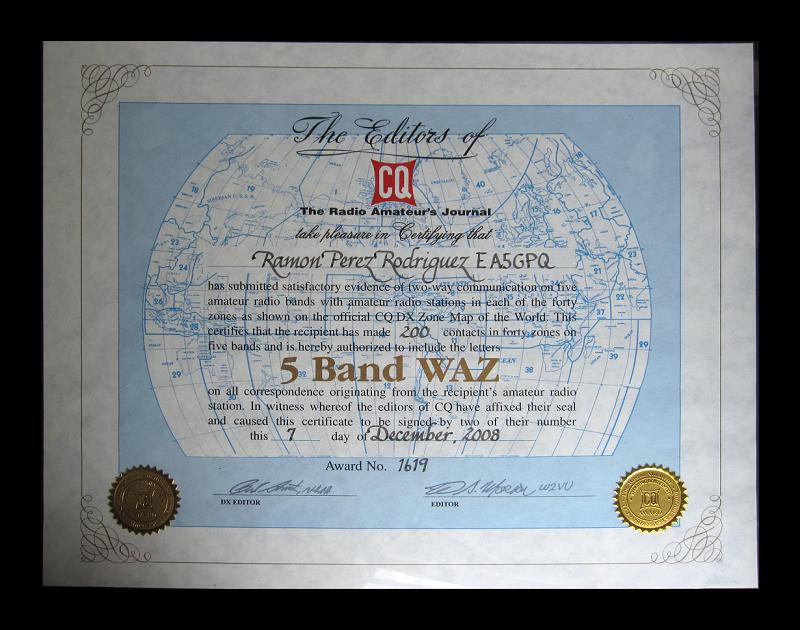 The Editors of
CQ
The Radio Amateur's Journal
take pleasure in Certifying that
Ramon Perez Rodriguez EA5GPQ
has submitted satisfactory evidence of two-way communication on five
amateur radio bands with amateur radio stations in each of the forty
zones as shown on the official CQ DX Zone Map of the World. This
certifies that the recipient has made 200 contacts in forty zones on
five bands and is hereby authorized to include the letters
5 Band WAZ
on all correspondence originating from the recipient's amateur radio
station. In witness whereof the editors of CQ have affixed their seal
and caused this certificate to be signed by two of their number
this 7 day of December, 2008
Award No. 1619
W2VU
DX EDITOR EDITOR
CQ